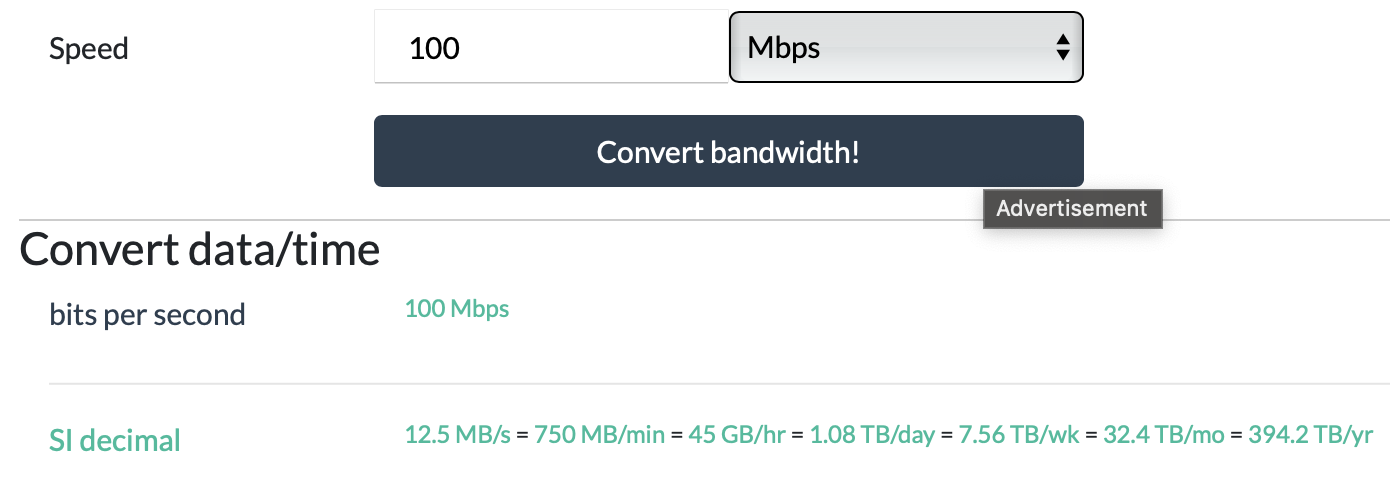 Speed 100 Mbps
Convert bandwidth!
Advertisement
Convert data/time
bits per second 100 Mbps
SI decimal 12.5 MB/s = 750 MB/min = 45 GB/hr = 1.08 TB/day = 7.56 TB/wk = 32.4 TB/mo = 394.2 TB/yr